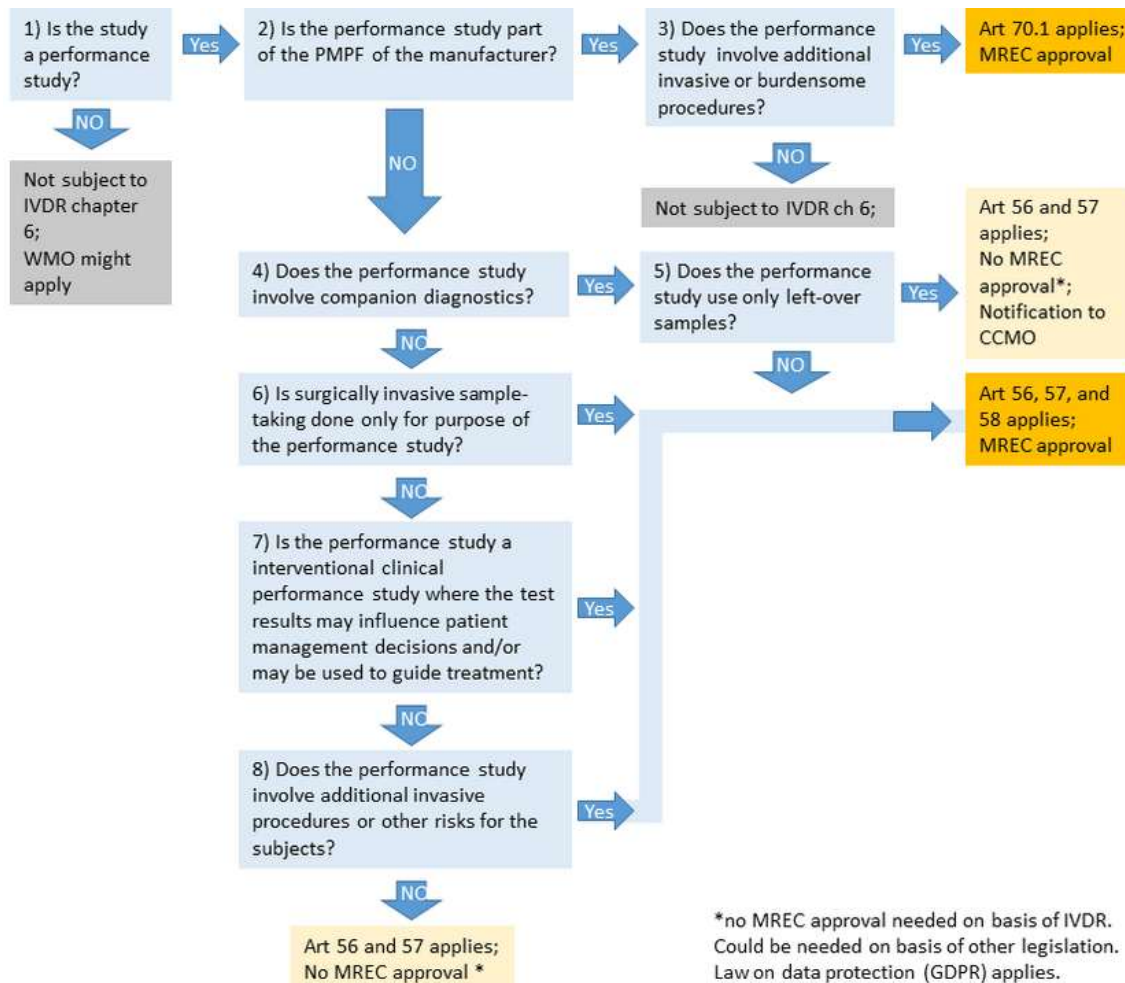 1) Is the study
a performance
study?
Yes
2) Is the performance study part
of the PMPF of the manufacturer?
Yes
3) Does the performance
study involve additional
invasive or burdensome
procedures?
Yes
Art 70.1 applies;
MREC approval
NO
Not subject to
IVDR chapter
6;
WMO might
apply
NO
NO
Not subject to IVDR ch 6;
4) Does the performance study
involve companion diagnostics?
Yes
5) Does the performance
study use only left-over
samples?
Yes
Art 56 and 57
applies;
No MREC
approval*;
Notification to
CCMO
NO
NO
6) Is surgically invasive sample-
taking done only for purpose of
the performance study?
Yes
Art 56, 57, and
58 applies;
MREC approval
NO
7) Is the performance study a
interventional clinical
performance study where the test
results may influence patient
management decisions and/or
may be used to guide treatment?
Yes
NO
8) Does the performance study
involve additional invasive
procedures or other risks for the
subjects?
Yes
NO
Art 56 and 57 applies;
No MREC approval *
*no MREC approval needed on basis of IVDR.
Could be needed on basis of other legislation.
Law on data protection (GDPR) applies.